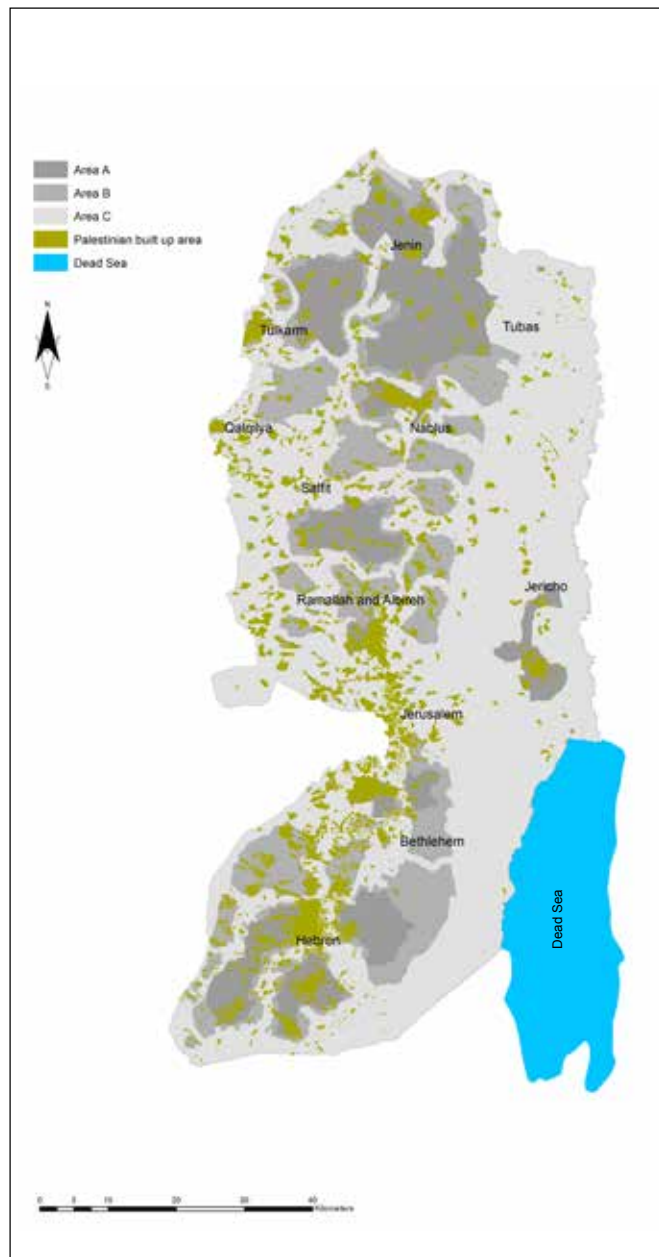 Area A
Area B
Area C
Palestinian built up area
Dead Sea
N
S
Jenin
Tulkarm
Tubas
Qalqilya
Nablus
Salfit
Jericho
Ramallah and Albireh
Jerusalem
Bethlehem
Dead Sea
Hebron
0 5 10 20 30 40
Kilometers